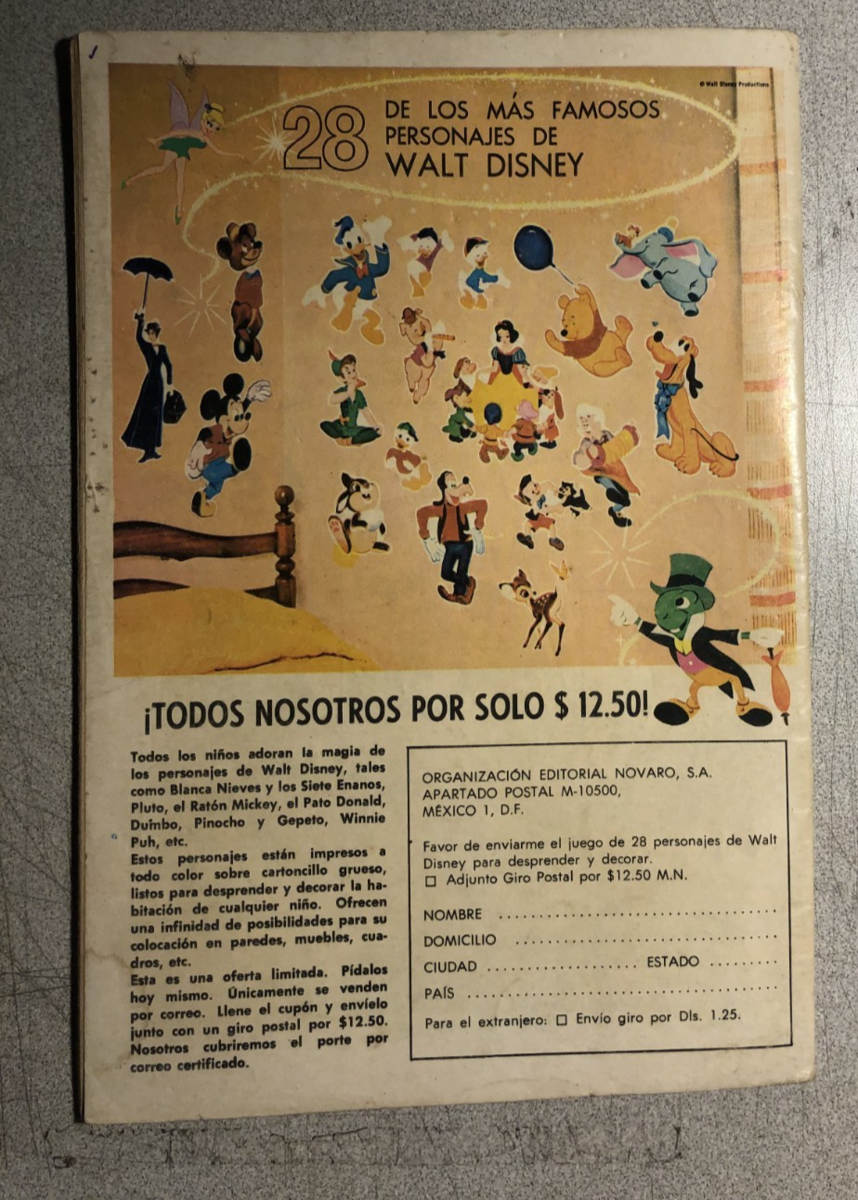 © Walt Disney Productions
28
DE LOS MÁS FAMOSOS
PERSONAJES DE
WALT DISNEY
¡TODOS NOSOTROS POR SOLO $ 12.50!
Todos los niños adoran la magia de
los personajes de Walt Disney, tales
como Blanca Nieves y los Siete Enanos,
Pluto, el Ratón Mickey, el Pato Donald,
Dumbo, Pinocho y Gepeto, Winnie
Puh, etc.
Estos personajes están impresos a
todo color sobre cartoncillo grueso,
listos para desprender y decorar la ha-
bitación de cualquier niño. Ofrecen
una infinidad de posibilidades para su
colocación en paredes, muebles, cua-
dros, etc.
Esta es una oferta limitada. Pídalos
hoy mismo. Únicamente se venden
por correo. Llene el cupón y envíelo
junto con un giro postal por $12.50.
Nosotros cubriremos el porte por
correo certificado.
ORGANIZACIÓN EDITORIAL NOVARO, S.A.
APARTADO POSTAL M-10500,
MÉXICO 1, D.F.
Favor de enviarme el juego de 28 personajes de Walt
Disney para desprender y decorar.
☐ Adjunto Giro Postal por $12.50 M.N.
NOMBRE ........................................
DOMICILIO ......................................
CIUDAD .................... ESTADO .........
PAÍS ............................................
Para el extranjero: ☐ Envío giro por Dls. 1.25.